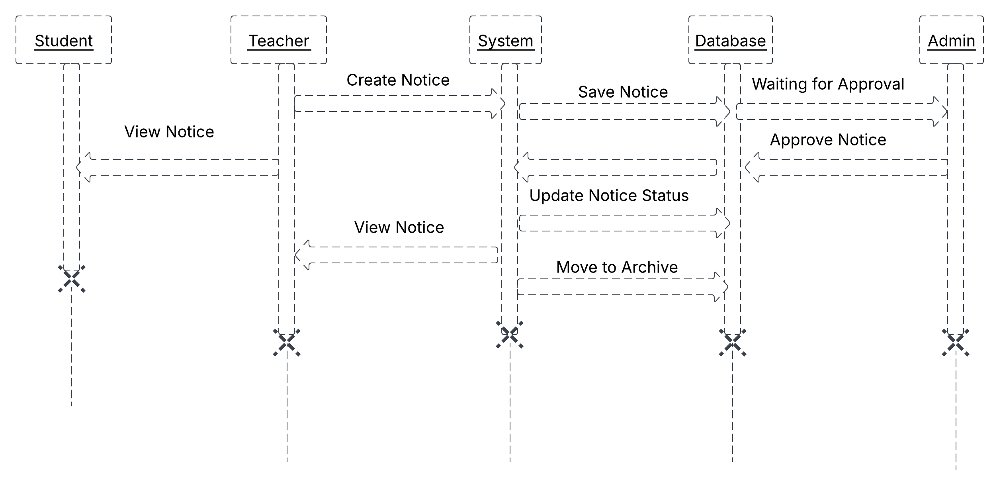 Student
Teacher
System
Database
Admin
Create Notice
Save Notice
Waiting for Approval
View Notice
Approve Notice
Update Notice Status
View Notice
Move to Archive